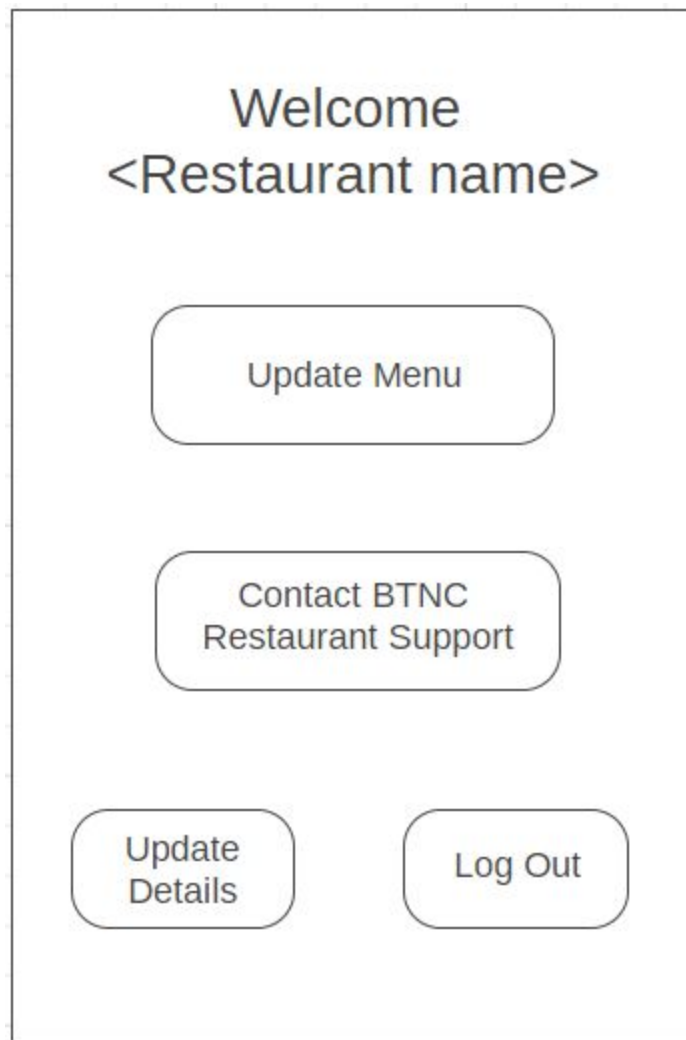 Welcome
<Restaurant name>
Update Menu
Contact BTNC
Restaurant Support
Update
Details
Log Out